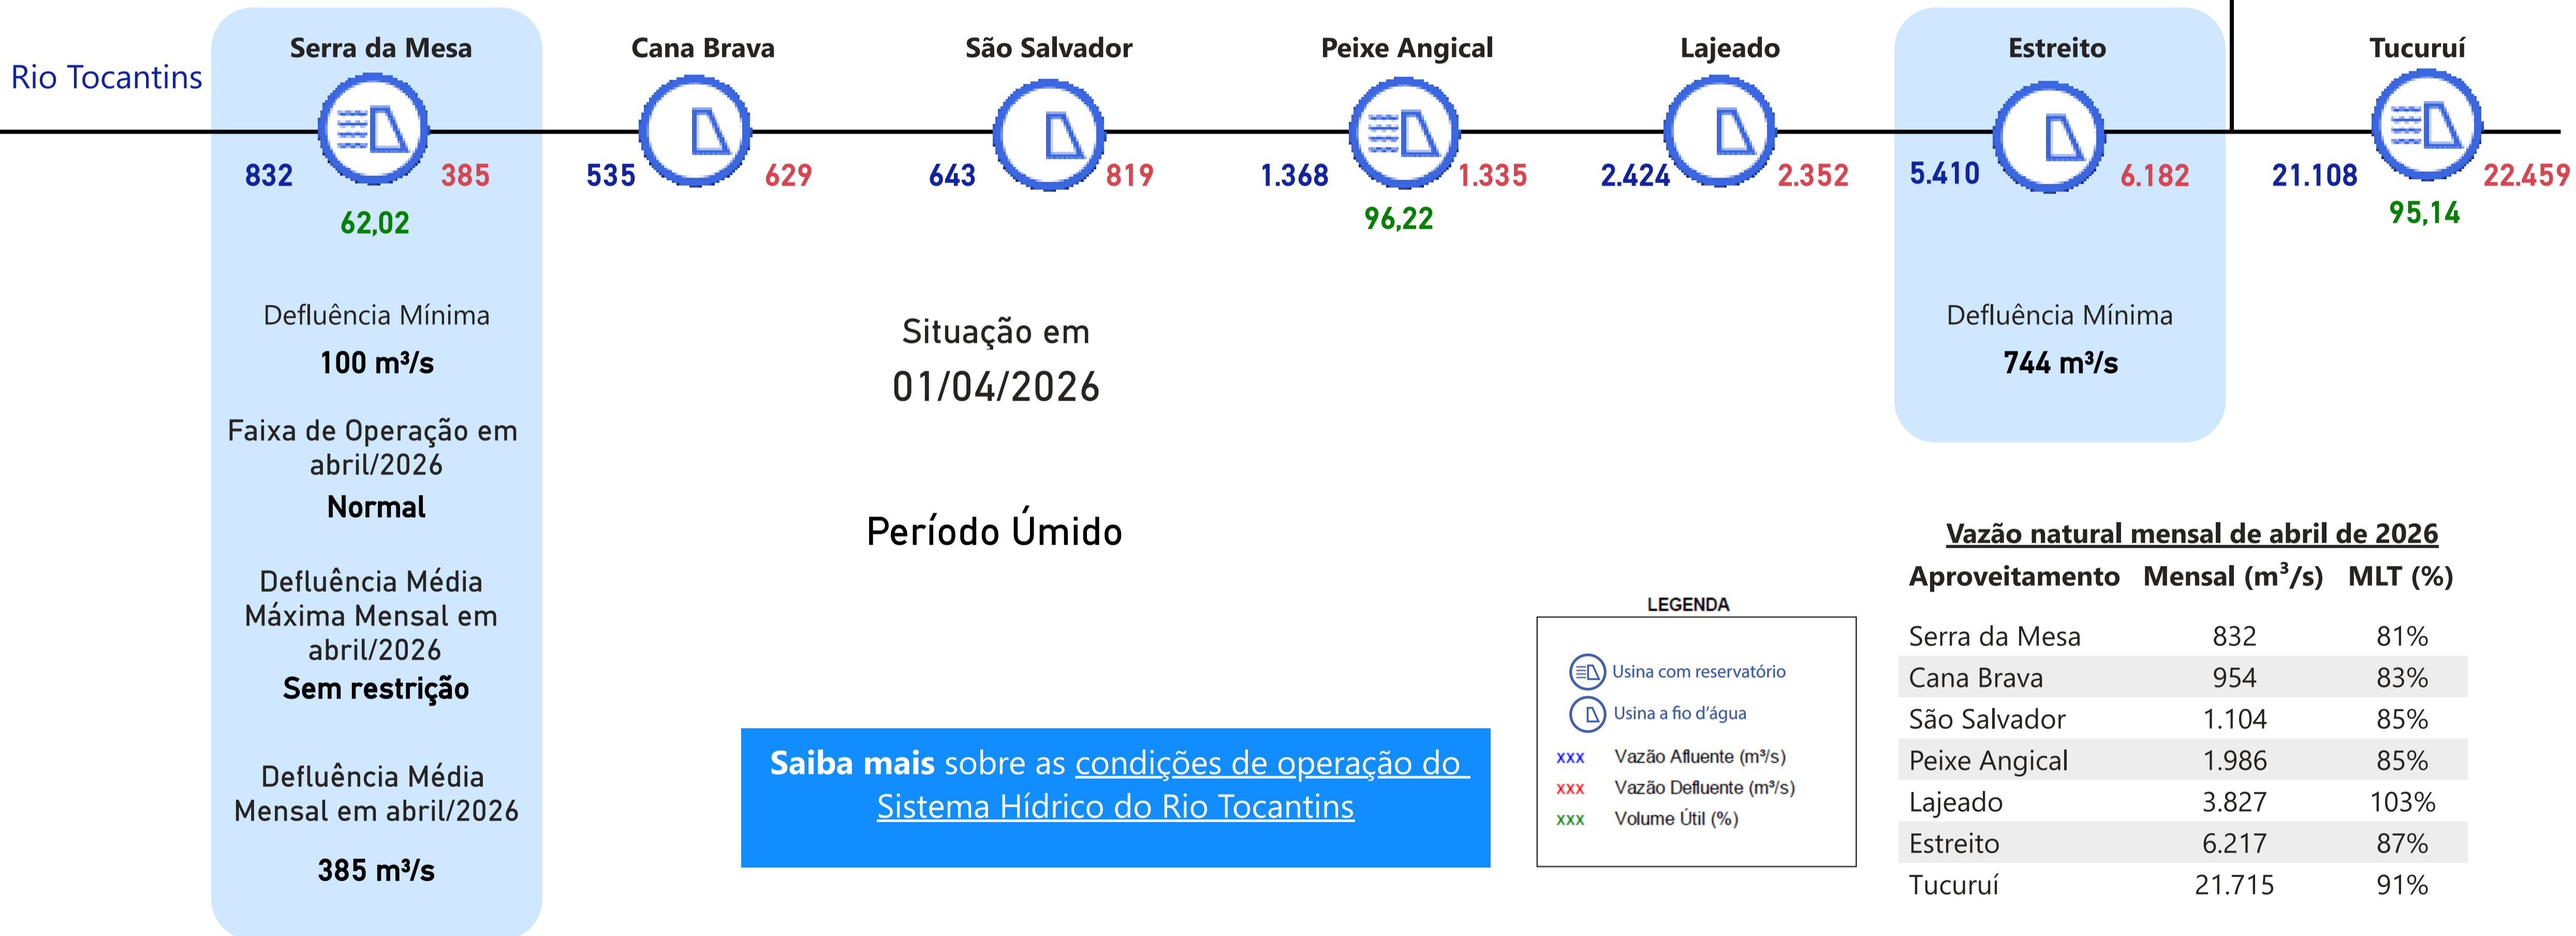 Rio Tocantins
Serra da Mesa
832
385
62,02
Defluência Mínima
100 m³/s
Faixa de Operação em
abril/2026
Normal
Defluência Média
Máxima Mensal em
abril/2026
Sem restrição
Defluência Média
Mensal em abril/2026
385 m³/s
Cana Brava
535
629
São Salvador
643
819
Peixe Angical
1.368
1.335
96,22
Lajeado
2.424
2.352
Estreito
5.410
6.182
Defluência Mínima
744 m³/s
Tucuruí
21.108
22.459
95,14
Situação em
01/04/2026
Período Úmido
Saiba mais sobre as condições de operação do
Sistema Hídrico do Rio Tocantins
LEGENDA
Usina com reservatório
Usina a fio d'água
xxx Vazão Afluente (m³/s)
xxx Vazão Defluente (m³/s)
xxx Volume Útil (%)
Vazão natural mensal de abril de 2026
Aproveitamento Mensal (m³/s) MLT (%)
Serra da Mesa 832 81%
Cana Brava 954 83%
São Salvador 1.104 85%
Peixe Angical 1.986 85%
Lajeado 3.827 103%
Estreito 6.217 87%
Tucuruí 21.715 91%